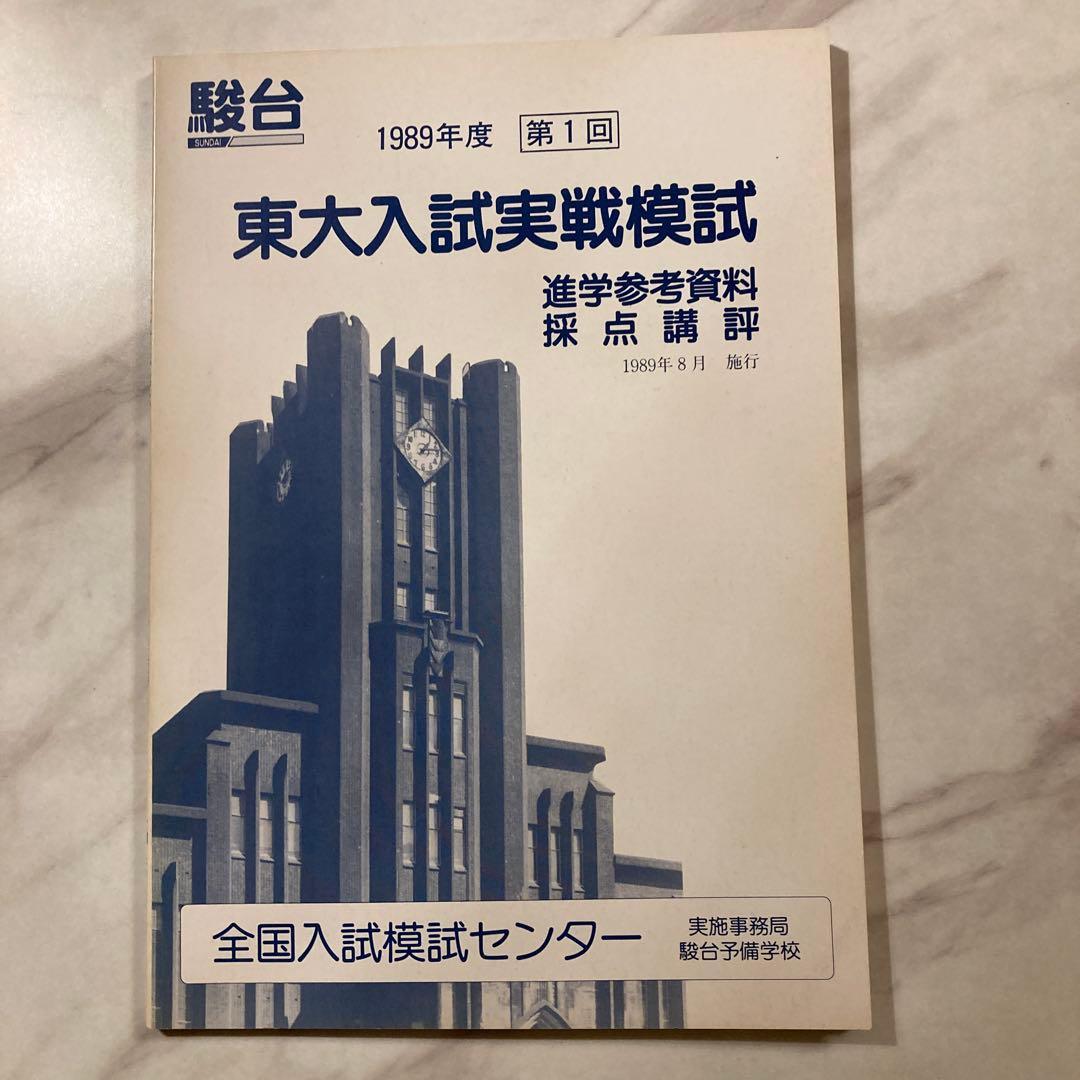 駿台
SUNDAI
1989年度 第1回
東大入試実戦模試
進学参考資料
採点講評
1989年8月 施行
全国入試模試センター
実施事務局
駿台予備学校